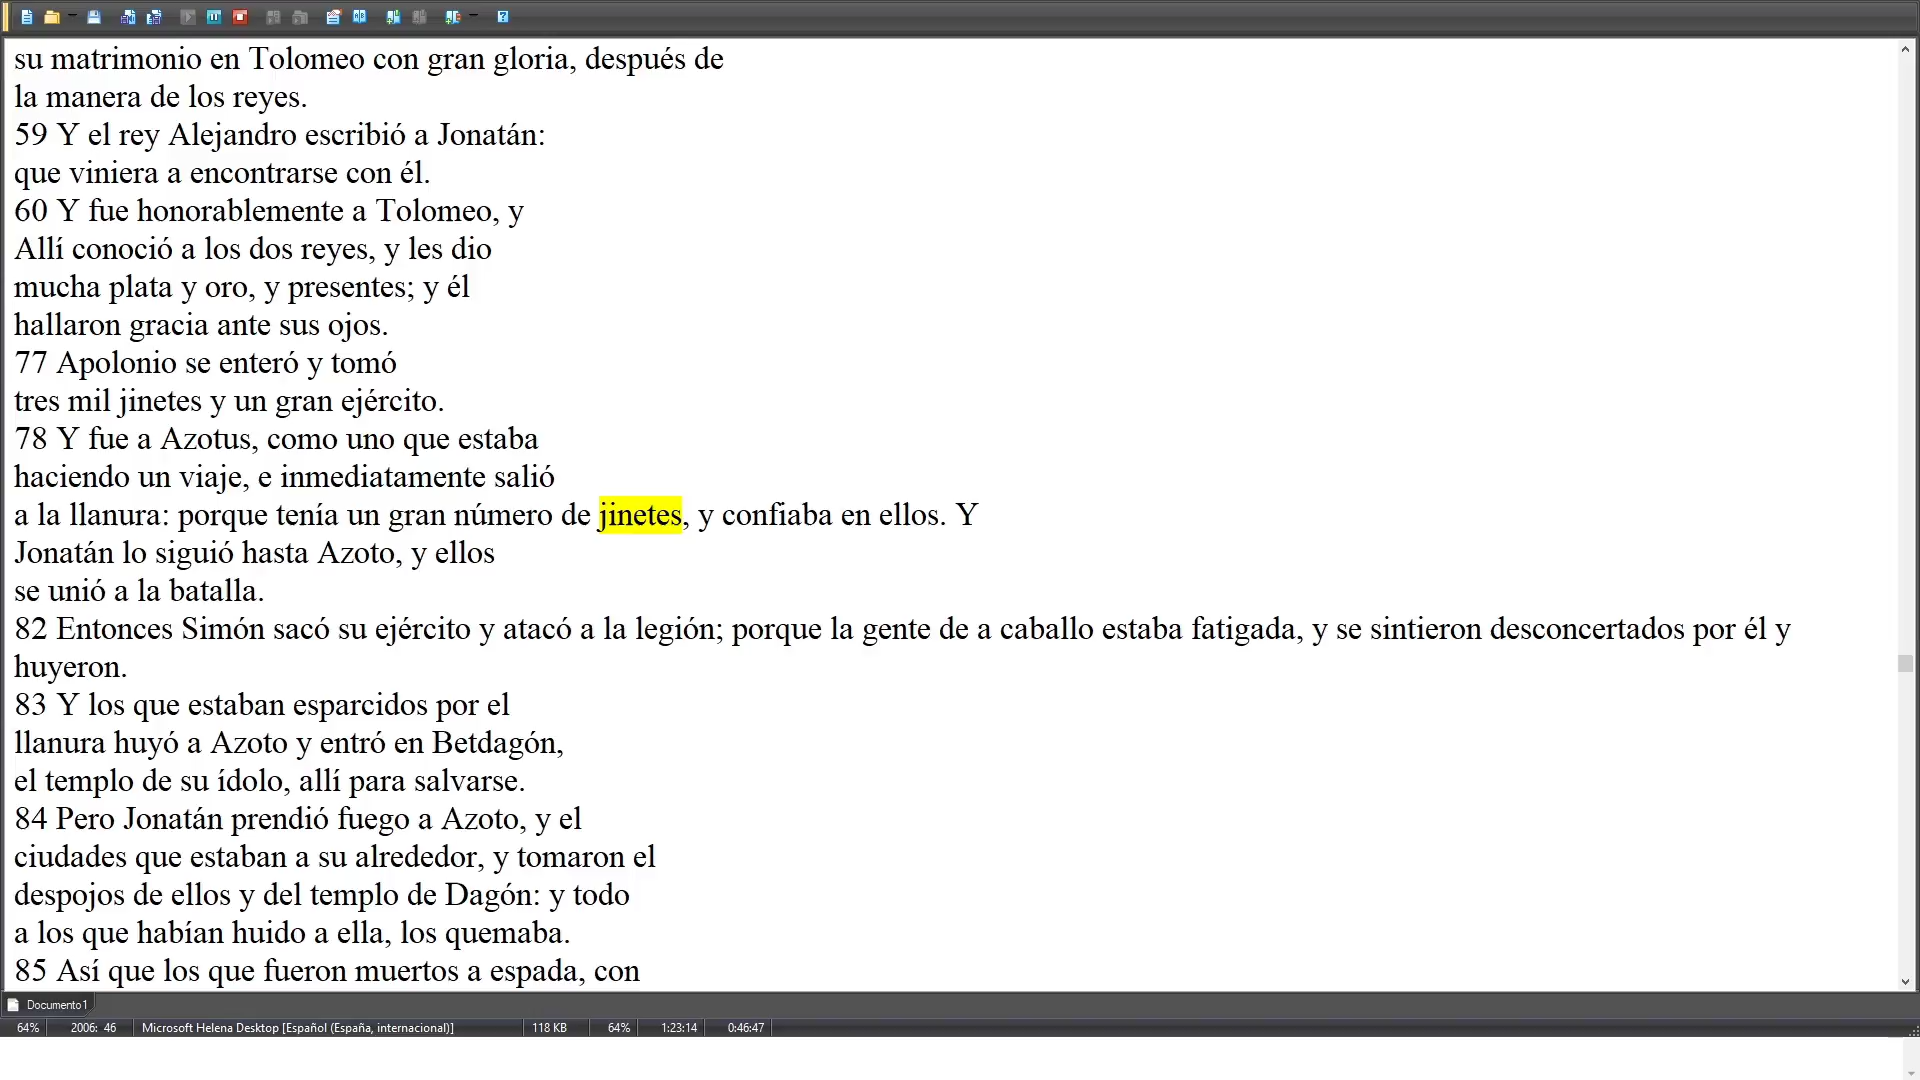 su matrimonio en Tolomeo con gran gloria, después de
la manera de los reyes.
59 Y el rey Alejandro escribió a Jonatán:
que viniera a encontrarse con él.
60 Y fue honorablemente a Tolomeo, y
Allí conoció a los dos reyes, y les dio
mucha plata y oro, y presentes; y él
hallaron gracia ante sus ojos.
77 Apolonio se enteró y tomó
tres mil jinetes y un gran ejército.
78 Y fue a Azotus, como uno que estaba
haciendo un viaje, e inmediatamente salió
a la llanura: porque tenía un gran número de jinetes, y confiaba en ellos. Y
Jonatán lo siguió hasta Azoto, y ellos
se unió a la batalla.
82 Entonces Simón sacó su ejército y atacó a la legión; porque la gente de a caballo estaba fatigada, y se sintieron desconcertados por él y
huyeron.
83 Y los que estaban esparcidos por el
llanura huyó a Azoto y entró en Betdagón,
el templo de su ídolo, allí para salvarse.
84 Pero Jonatán prendió fuego a Azoto, y el
ciudades que estaban a su alrededor, y tomaron el
despojos de ellos y del templo de Dagón: y todo
a los que habían huido a ella, los quemaba.
85 Así que los que fueron muertos a espada, con
Documento1
64% 2006: 46 Microsoft Helena Desktop [Español (España, internacional)] 118 KB 64% 1:23:14 0:46:47